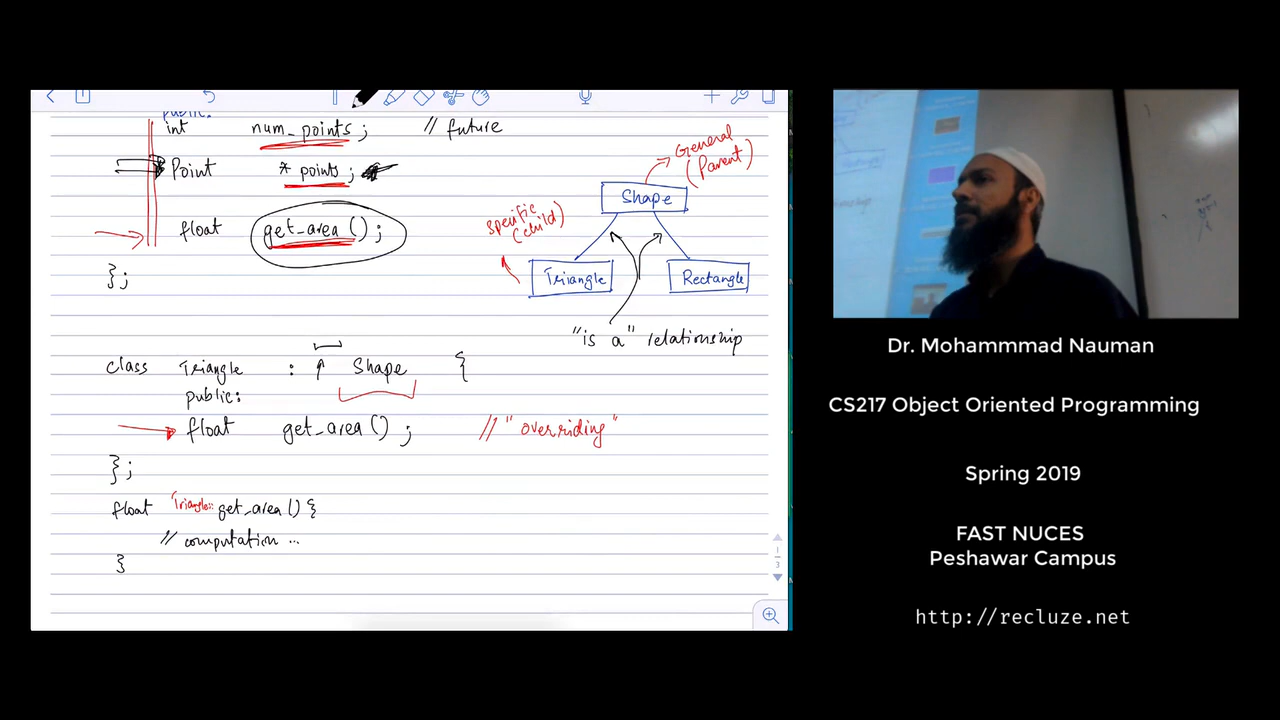 public:
int num_points; // future
Point * points;
float get_area();
};
General
(Parent)
Shape
Specific
(child)
Triangle
Rectangle
"is a" relationship
class Triangle : Shape {
public:
float get_area(); // "overriding"
};
float Triangle:: get_area() {
// computation ...
}
1
3
Dr. Mohammmad Nauman
CS217 Object Oriented Programming
Spring 2019
FAST NUCES
Peshawar Campus
http://recluze.net